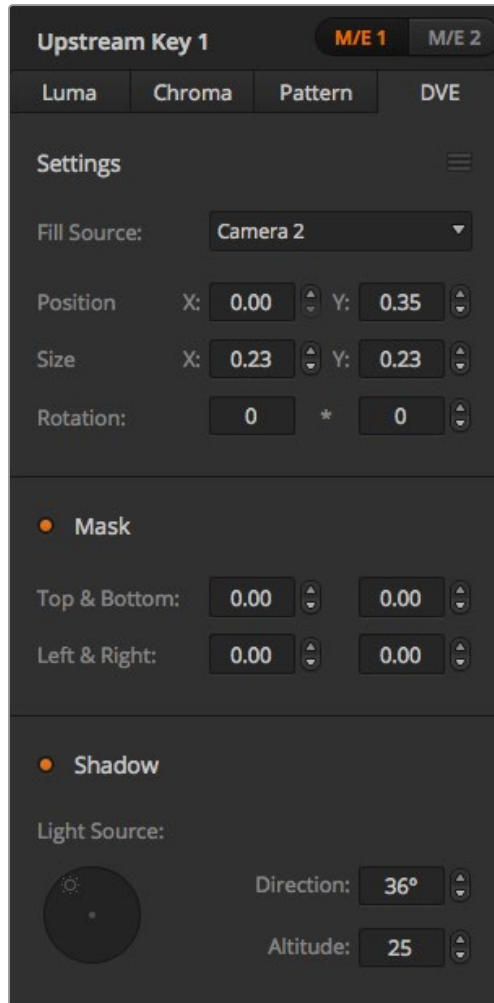 Upstream Key 1 M/E 1 M/E 2
Luma Chroma Pattern DVE
Settings
Fill Source: Camera 2
Position X: 0.00 Y: 0.35
Size X: 0.23 Y: 0.23
Rotation: 0 * 0
Mask
Top & Bottom: 0.00 0.00
Left & Right: 0.00 0.00
Shadow
Light Source:
Direction: 36º
Altitude: 25